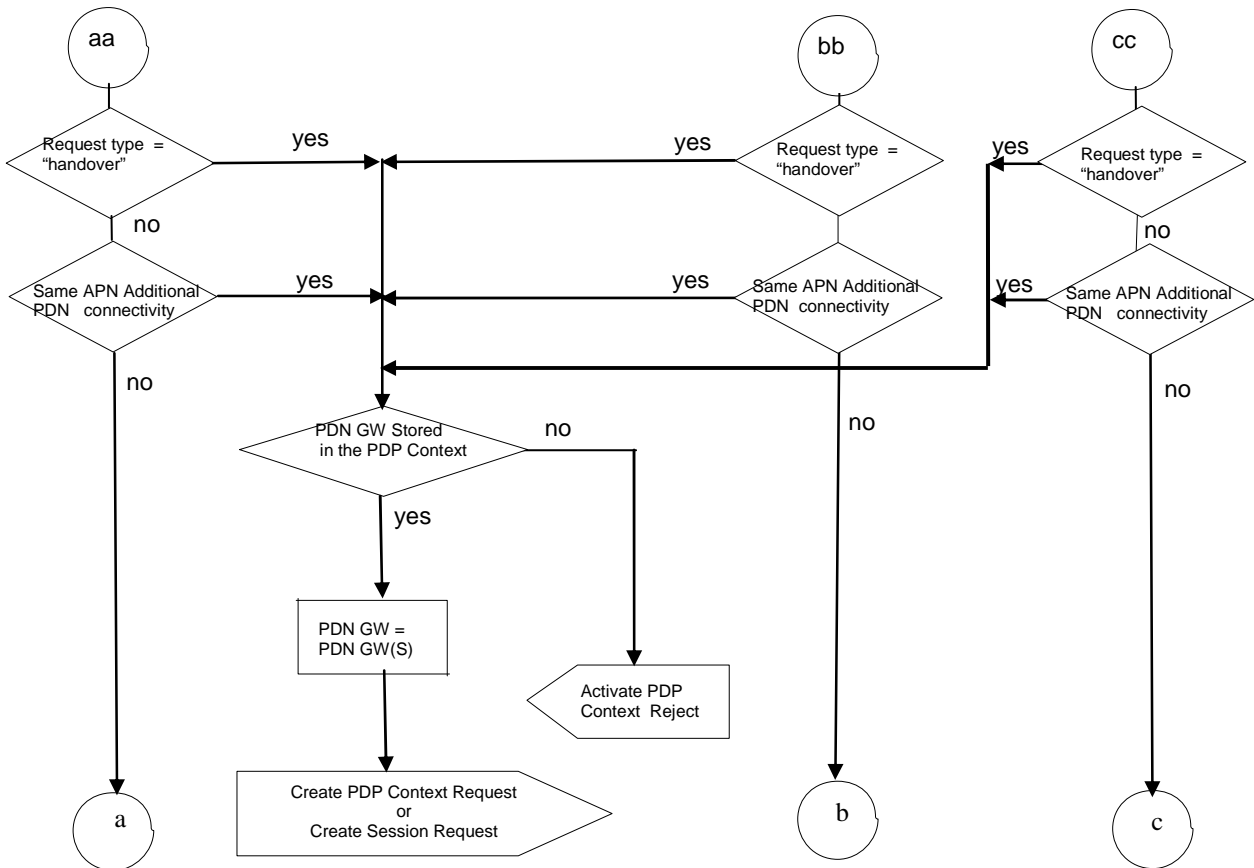 aa
bb
cc
Request type =
“handover”
yes
yes
Request type =
“handover”
yes
Request type =
“handover”
no
no
Same APN Additional
PDN connectivity
yes
yes
Same APN Additional
PDN connectivity
yes
Same APN Additional
PDN connectivity
no
no
no
PDN GW Stored
in the PDP Context
no
yes
PDN GW =
PDN GW(S)
Activate PDP
Context Reject
Create PDP Context Request
or
Create Session Request
a
b
c